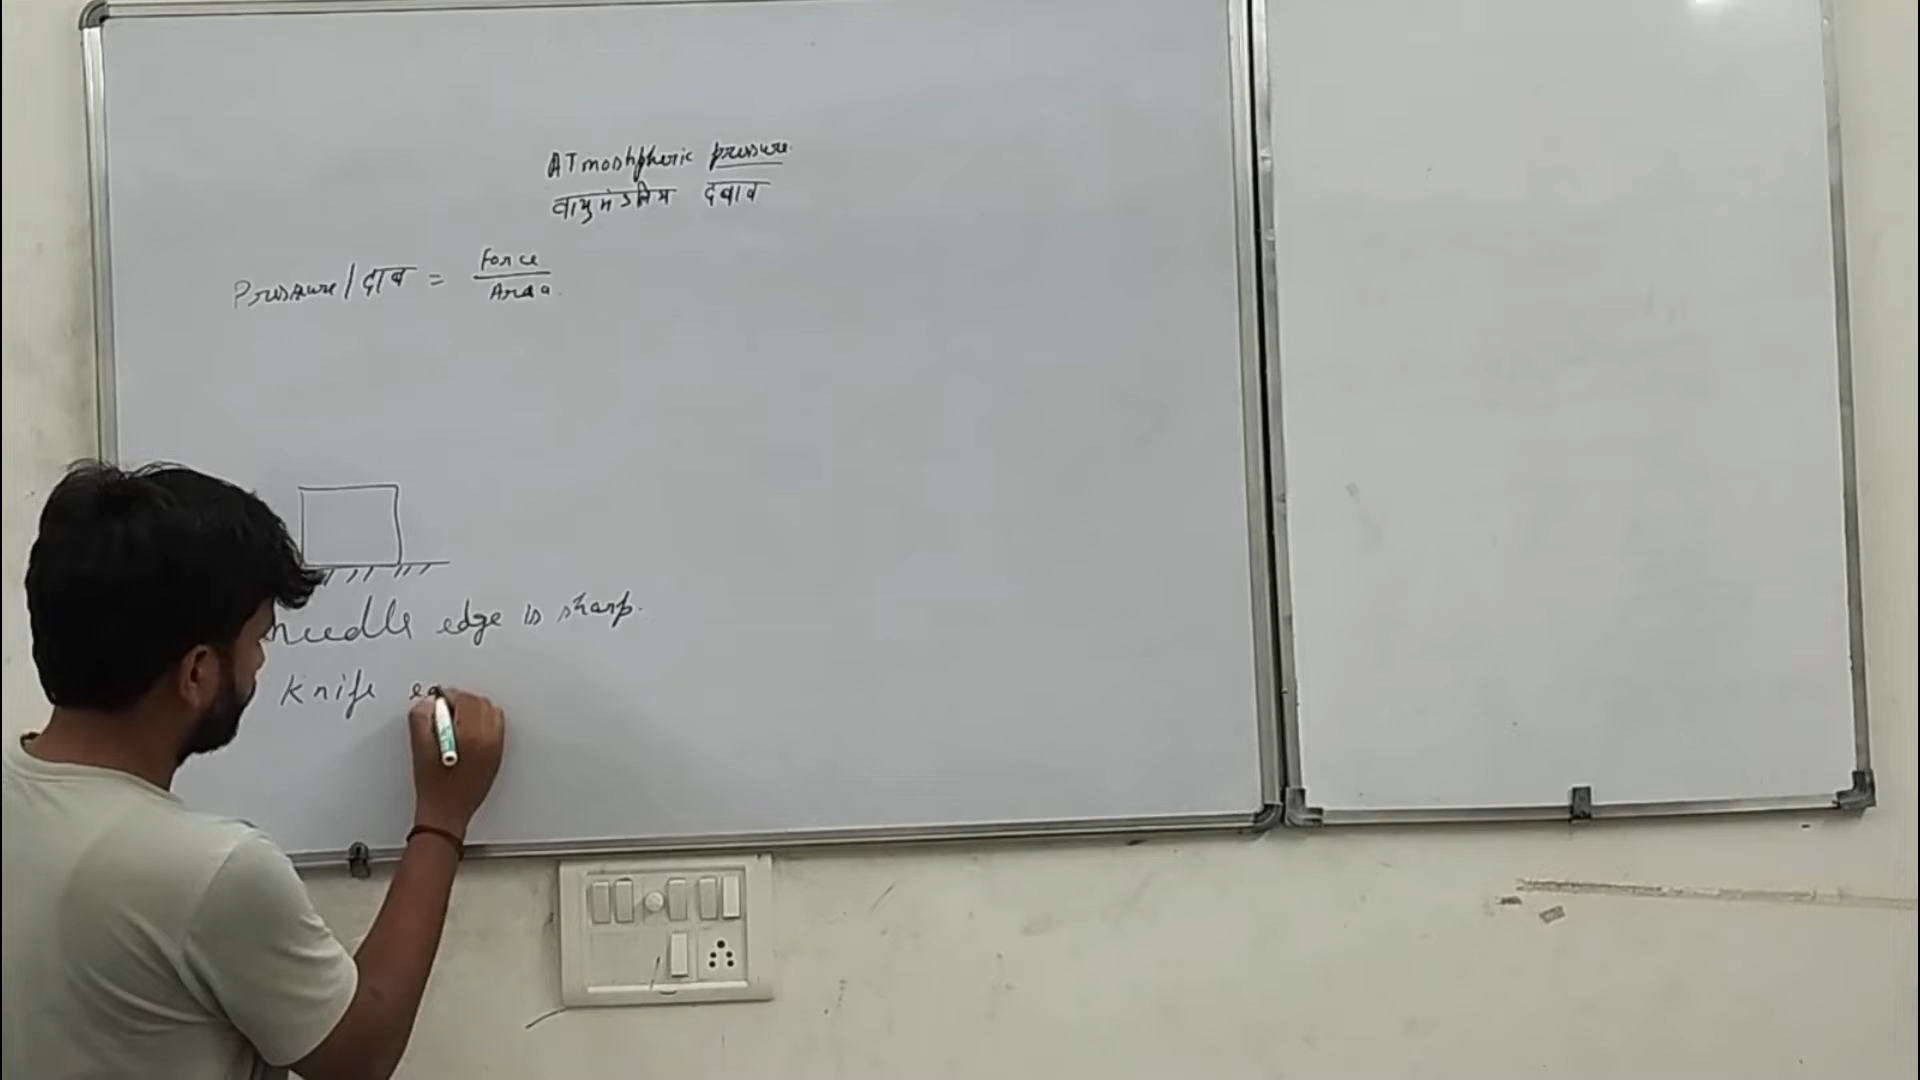 ATmoshpheric pressure
वायुमंडलिय दबाव
Pressure/दाब = Force
Area
needle edge is sharp.
knife